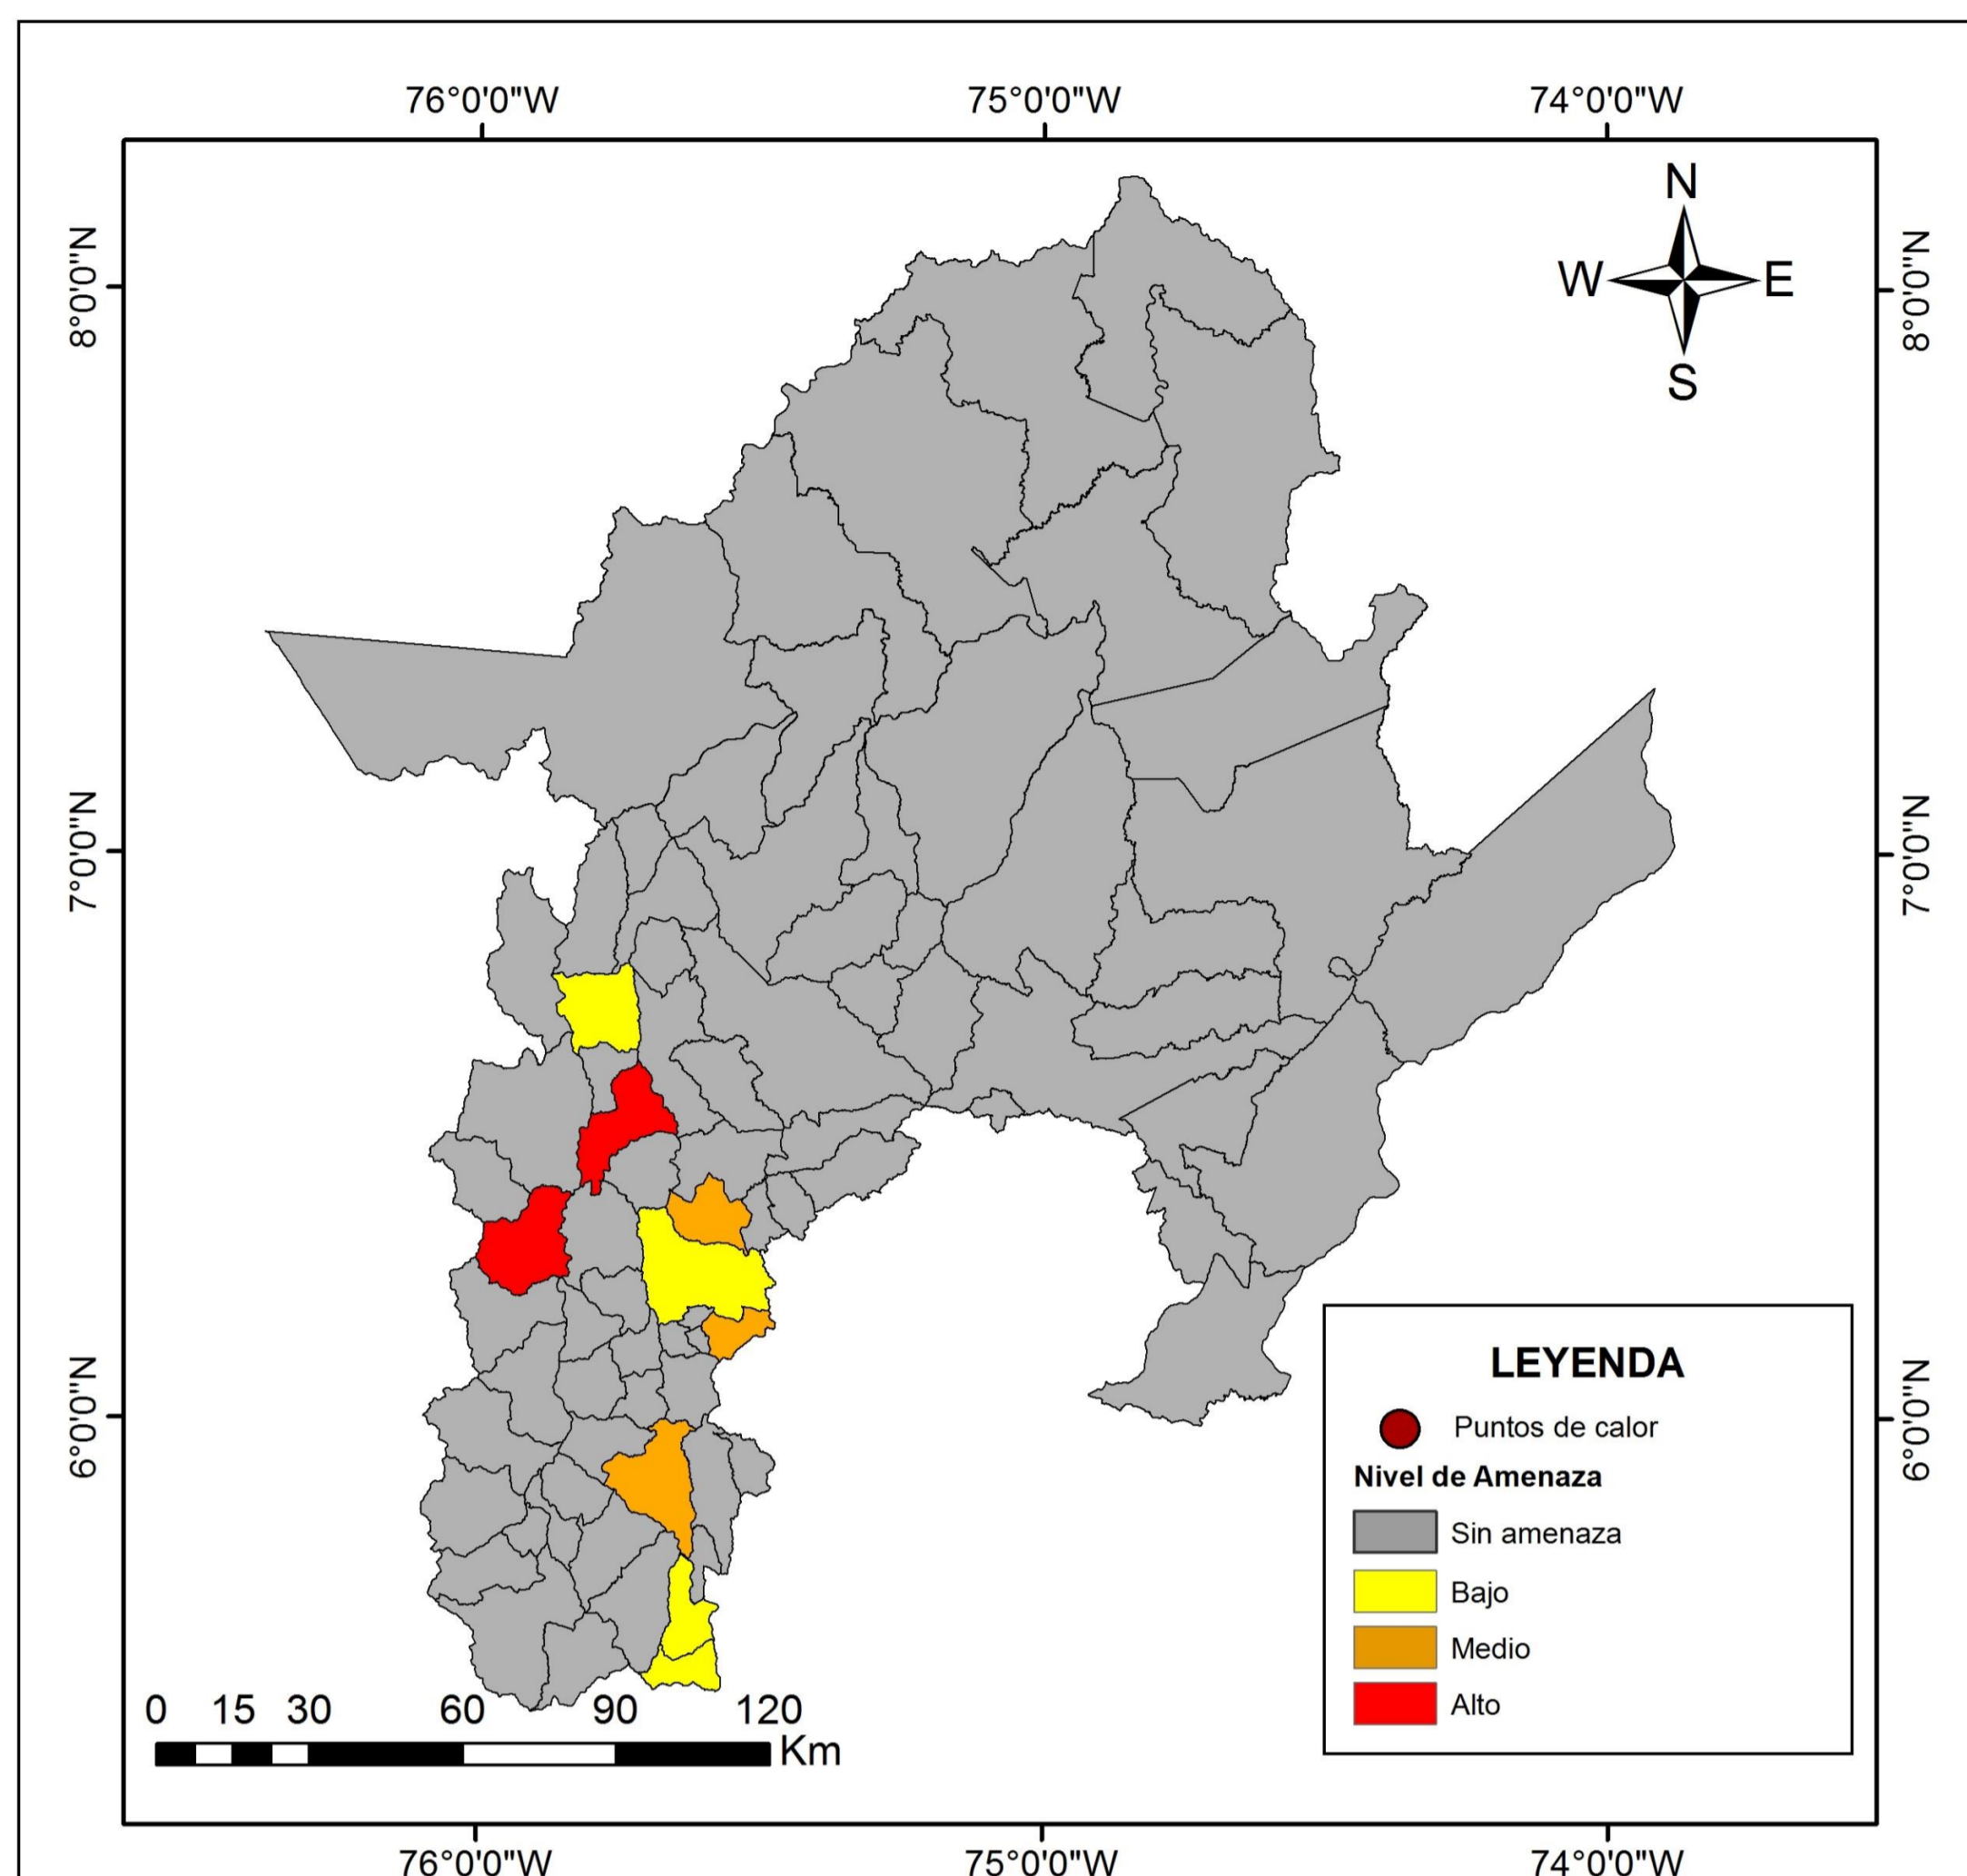 76°0'0"W 75°0'0"W 74°0'0"W
N
W E
S
8°0'0"N 8°0'0"N
7°0'0"N 7°0'0"N
6°0'0"N 6°0'0"N
LEYENDA
Puntos de calor
Nivel de Amenaza
Sin amenaza
Bajo
Medio
Alto
0 15 30 60 90 120
Km
76°0'0"W 75°0'0"W 74°0'0"W